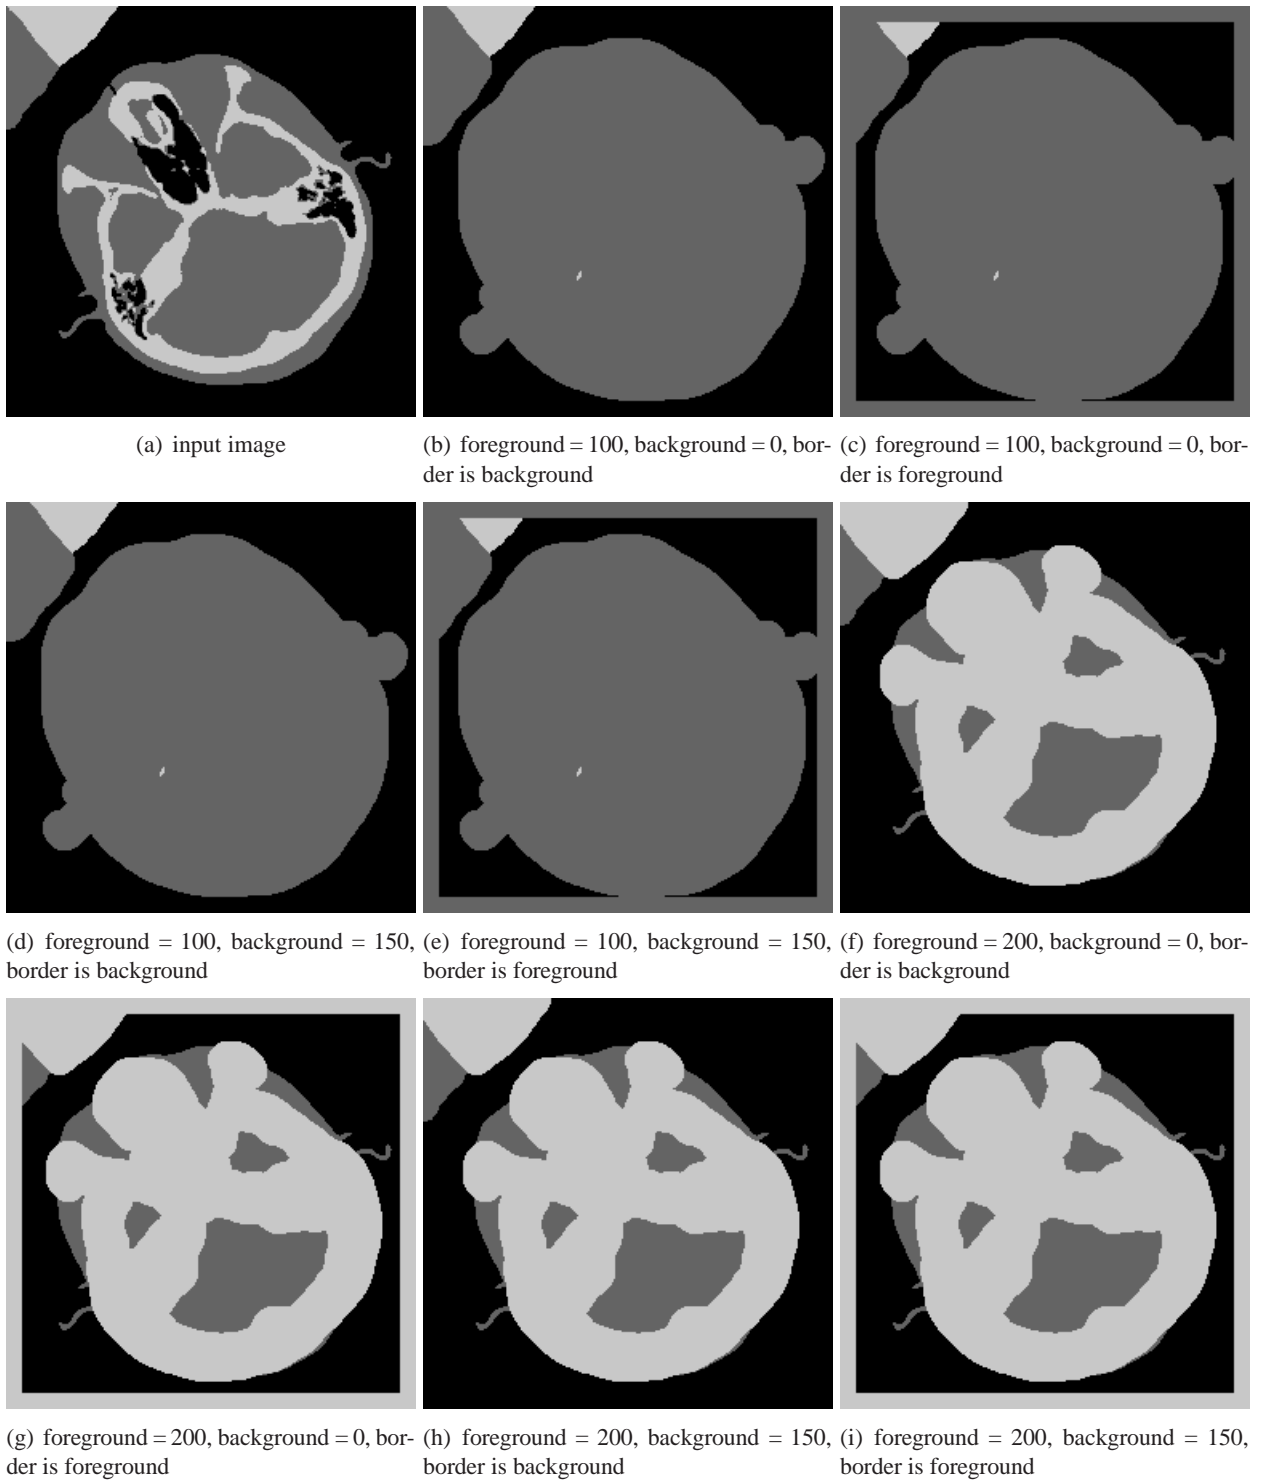 (a) input image
(b) foreground = 100, background = 0, bor-
der is background
(c) foreground = 100, background = 0, bor-
der is foreground
(d) foreground = 100, background = 150,
border is background
(e) foreground = 100, background = 150,
border is foreground
(f) foreground = 200, background = 0, bor-
der is background
(g) foreground = 200, background = 0, bor-
der is foreground
(h) foreground = 200, background = 150,
border is background
(i) foreground = 200, background = 150,
border is foreground